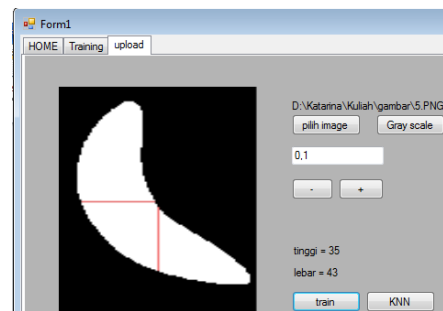 Form1
HOME Training upload
D:\Katarina\Kuliah\gambar\5.PNG
pilih image Gray scale
0,1
- +
tinggi = 35
lebar = 43
train KNN